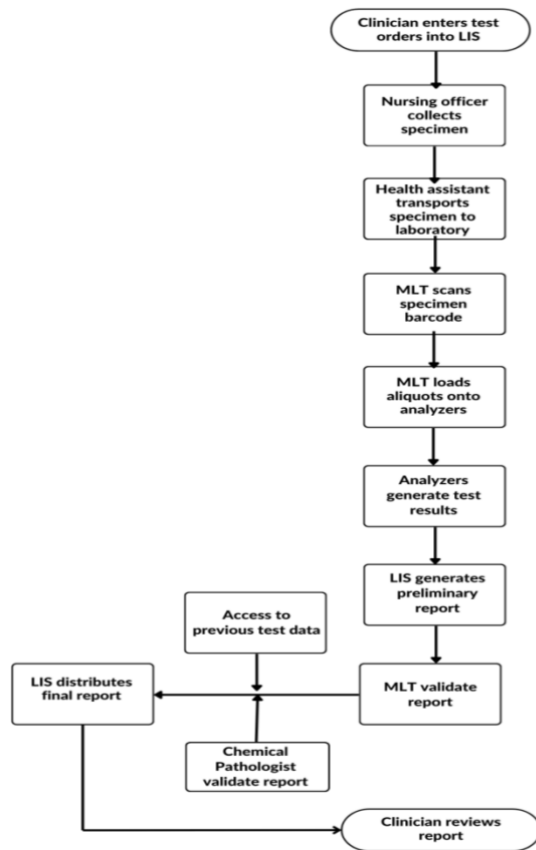 Clinician enters test
orders into LIS
Nursing officer
collects
specimen
Health assistant
transports
specimen to
laboratory
MLT scans
specimen
barcode
MLT loads
aliquots onto
analyzers
Analyzers
generate test
results
LIS generates
preliminary
report
Access to
previous test data
LIS distributes
final report
MLT validate
report
Chemical
Pathologist
validate report
Clinician reviews
report